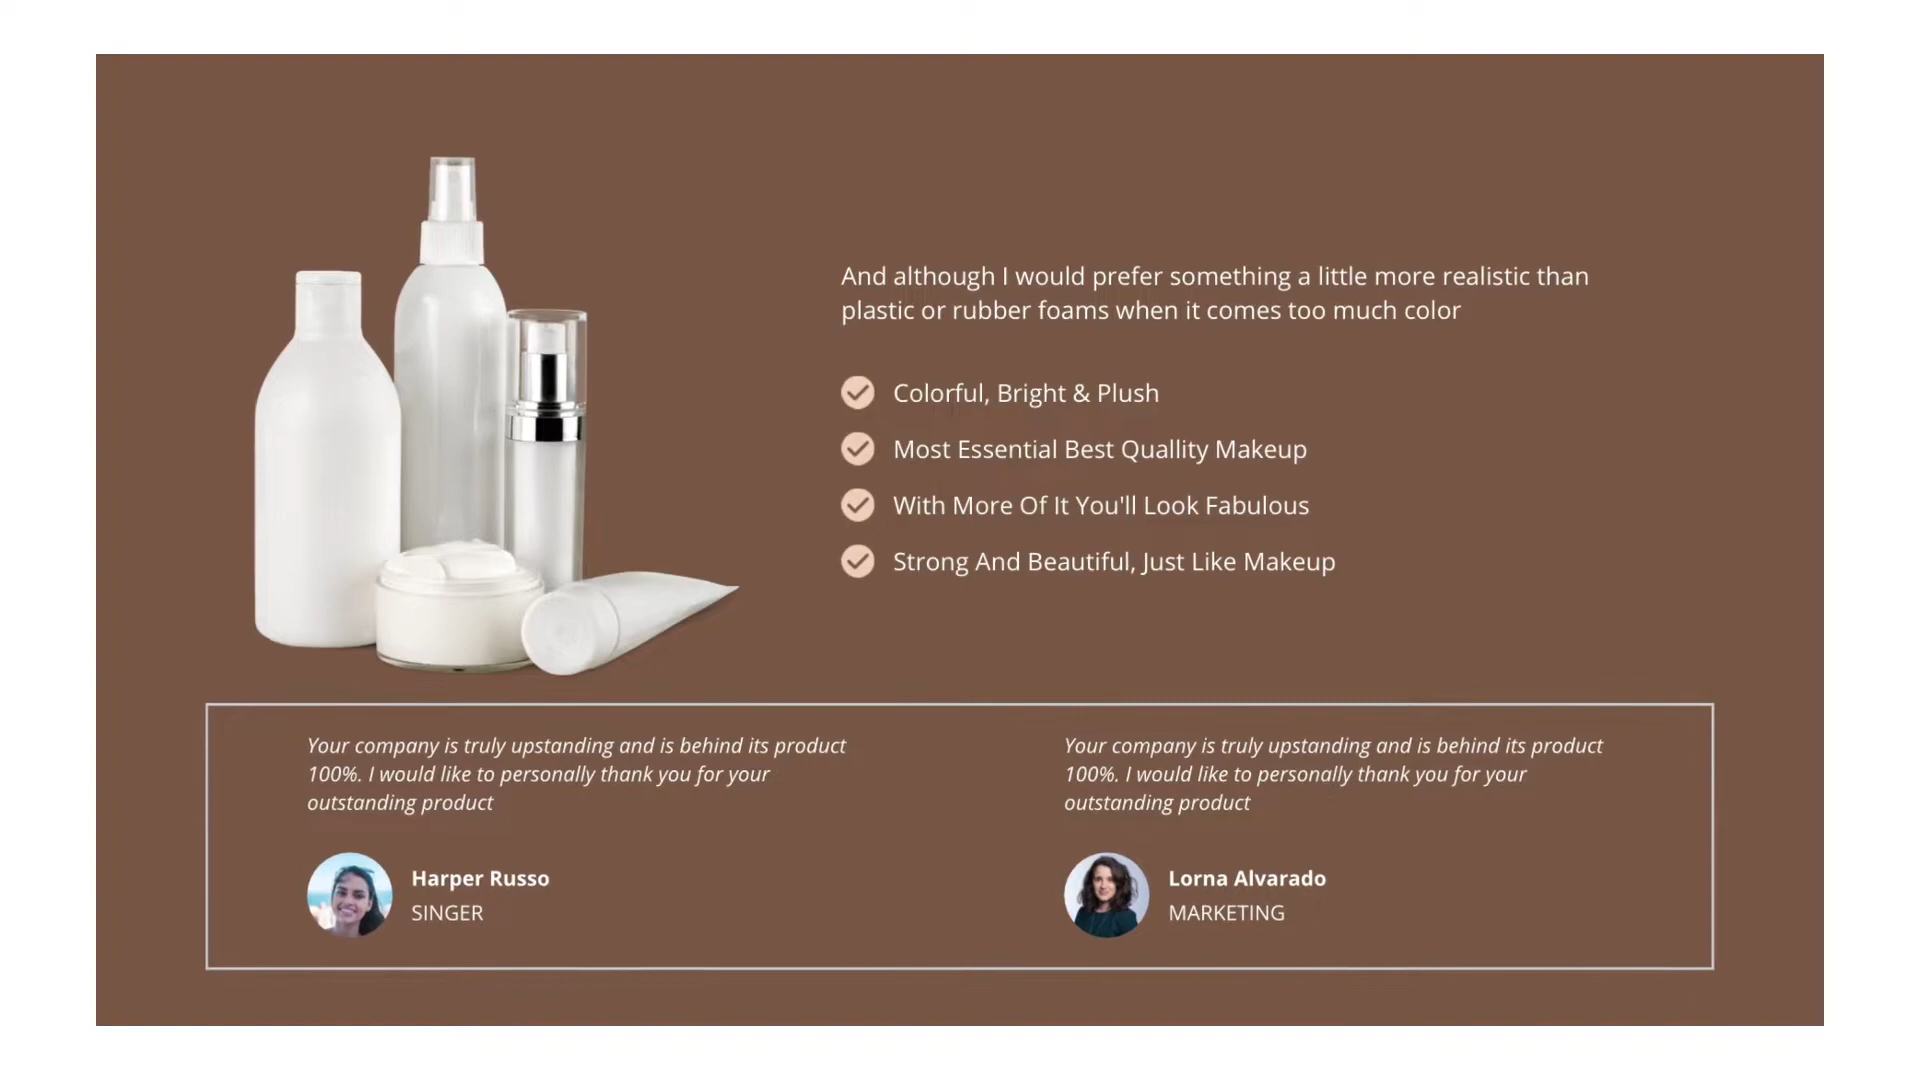 And although I would prefer something a little more realistic than
plastic or rubber foams when it comes too much color
Colorful, Bright & Plush
Most Essential Best Quallity Makeup
With More Of It You'll Look Fabulous
Strong And Beautiful, Just Like Makeup
Your company is truly upstanding and is behind its product
100%. I would like to personally thank you for your
outstanding product
Harper Russo
SINGER
Your company is truly upstanding and is behind its product
100%. I would like to personally thank you for your
outstanding product
Lorna Alvarado
MARKETING